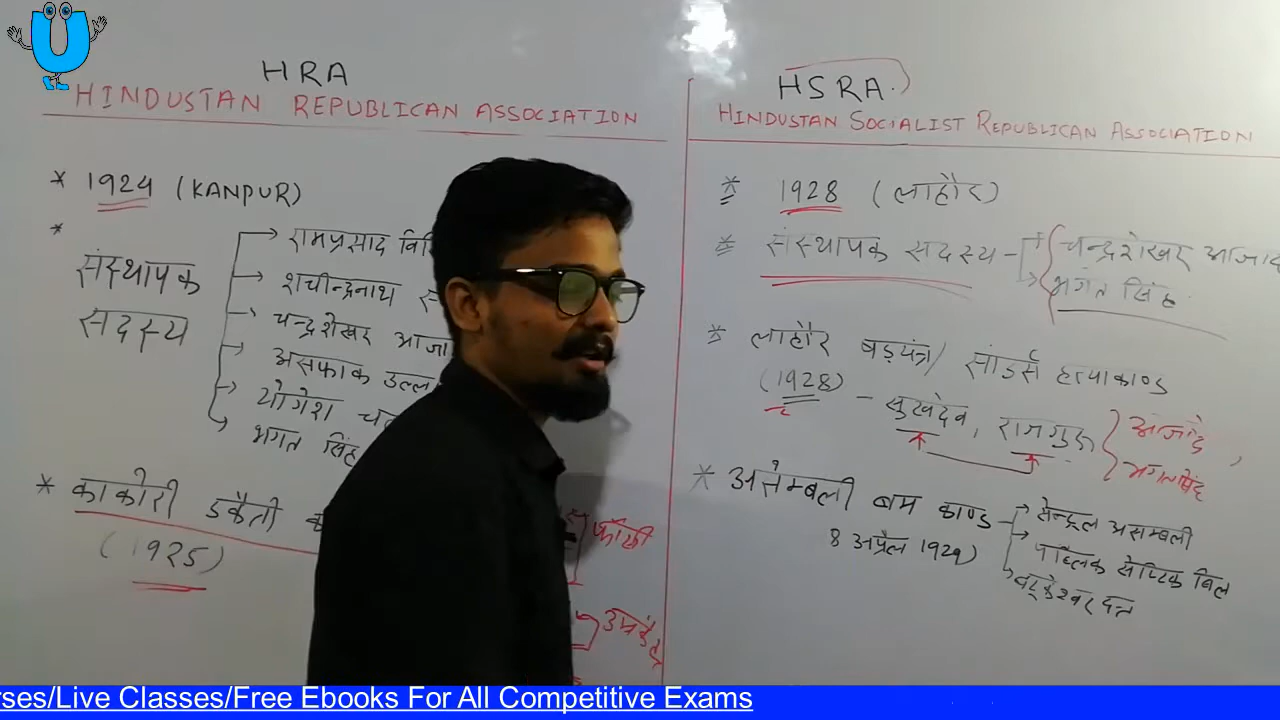 U
HRA
HINDUSTAN REPUBLICAN ASSOCIATION
* 1924 (KANPUR)
*
संस्थापक
सदस्य
रामप्रसाद
शचीन्द्रनाथ
चन्द्रशेखर आजा
असफाक उल्ल
योगेश
भगत सिंह
* काकोरी डकैती
(1925)
फाँसी
उम्रकैद
HSRA
HINDUSTAN SOCIALIST REPUBLICAN ASSOCIATION
* 1928 (लाहौर)
* संस्थापक सदस्य - चन्द्रशेखर आजाद
भगत सिंह
* लाहौर षड़यंत्र/ सांडर्स हत्याकाण्ड
(1928) - सुखदेव, राजगुरु
आजाद,
भगतसिंह
* असेम्बली बम काण्ड
8 अप्रैल 1929)
सेन्ट्रल असेम्बली
पब्लिक सेफ्टिक बिल
बटुकेश्वर दत्त
rses/Live Classes/Free Ebooks For All Competitive Exams